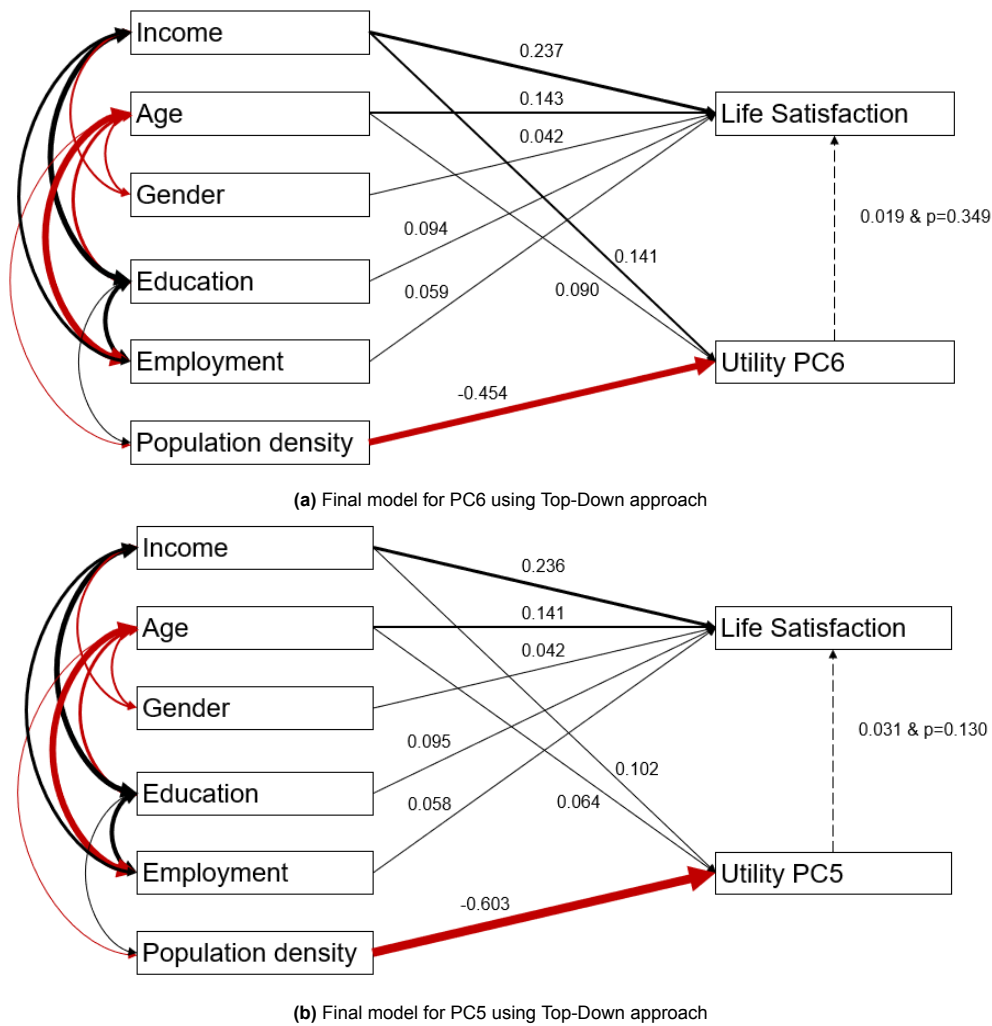 Income
0.237
Age
0.143
Life Satisfaction
0.042
Gender
0.094
0.019 & p=0.349
0.141
Education
0.059
0.090
Employment
Utility PC6
-0.454
Population density
(a) Final model for PC6 using Top-Down approach
Income
0.236
Age
0.141
Life Satisfaction
0.042
Gender
0.095
0.031 & p=0.130
0.102
Education
0.058
0.064
Employment
Utility PC5
-0.603
Population density
(b) Final model for PC5 using Top-Down approach